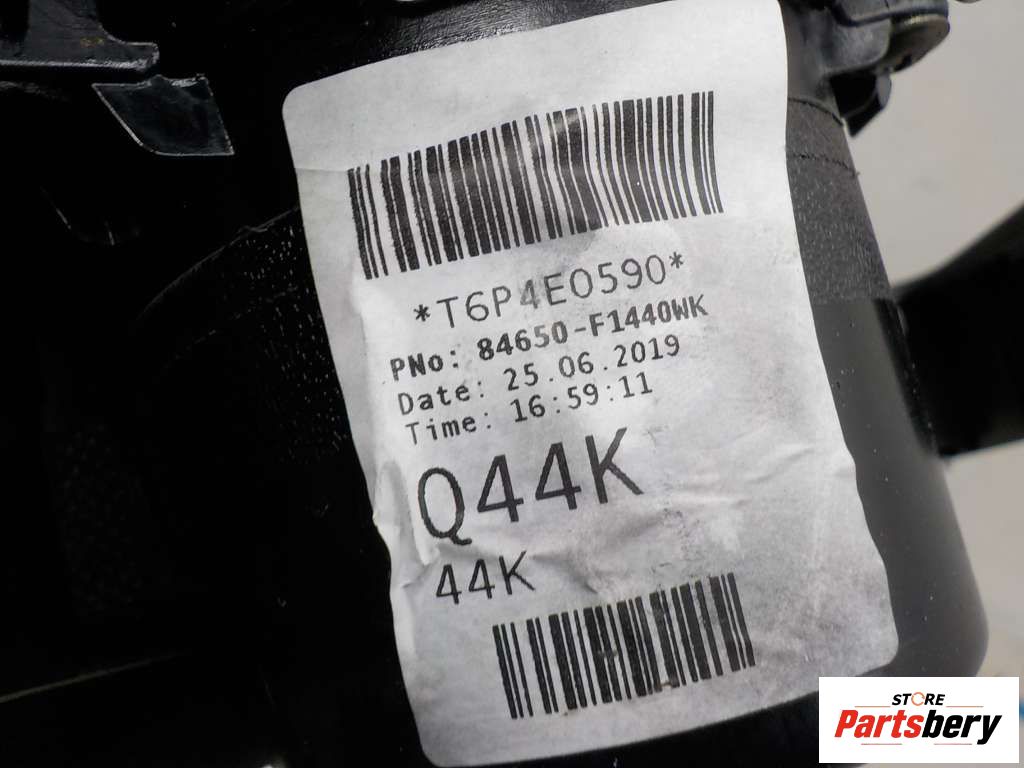 *T6P4E0590*
PNo: 84650-F1440WK
Date: 25.06.2019
Time: 16:59:11
Q44K
44K
STORE
Partsbery